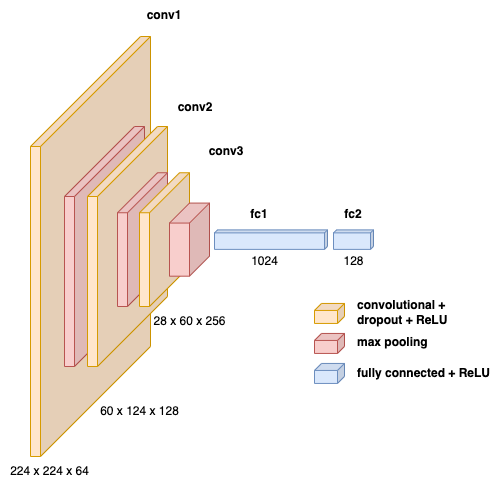 conv1
conv2
conv3
fc1
fc2
1024
128
28 x 60 x 256
60 x 124 x 128
224 x 224 x 64
convolutional +
dropout + ReLU
max pooling
fully connected + ReLU